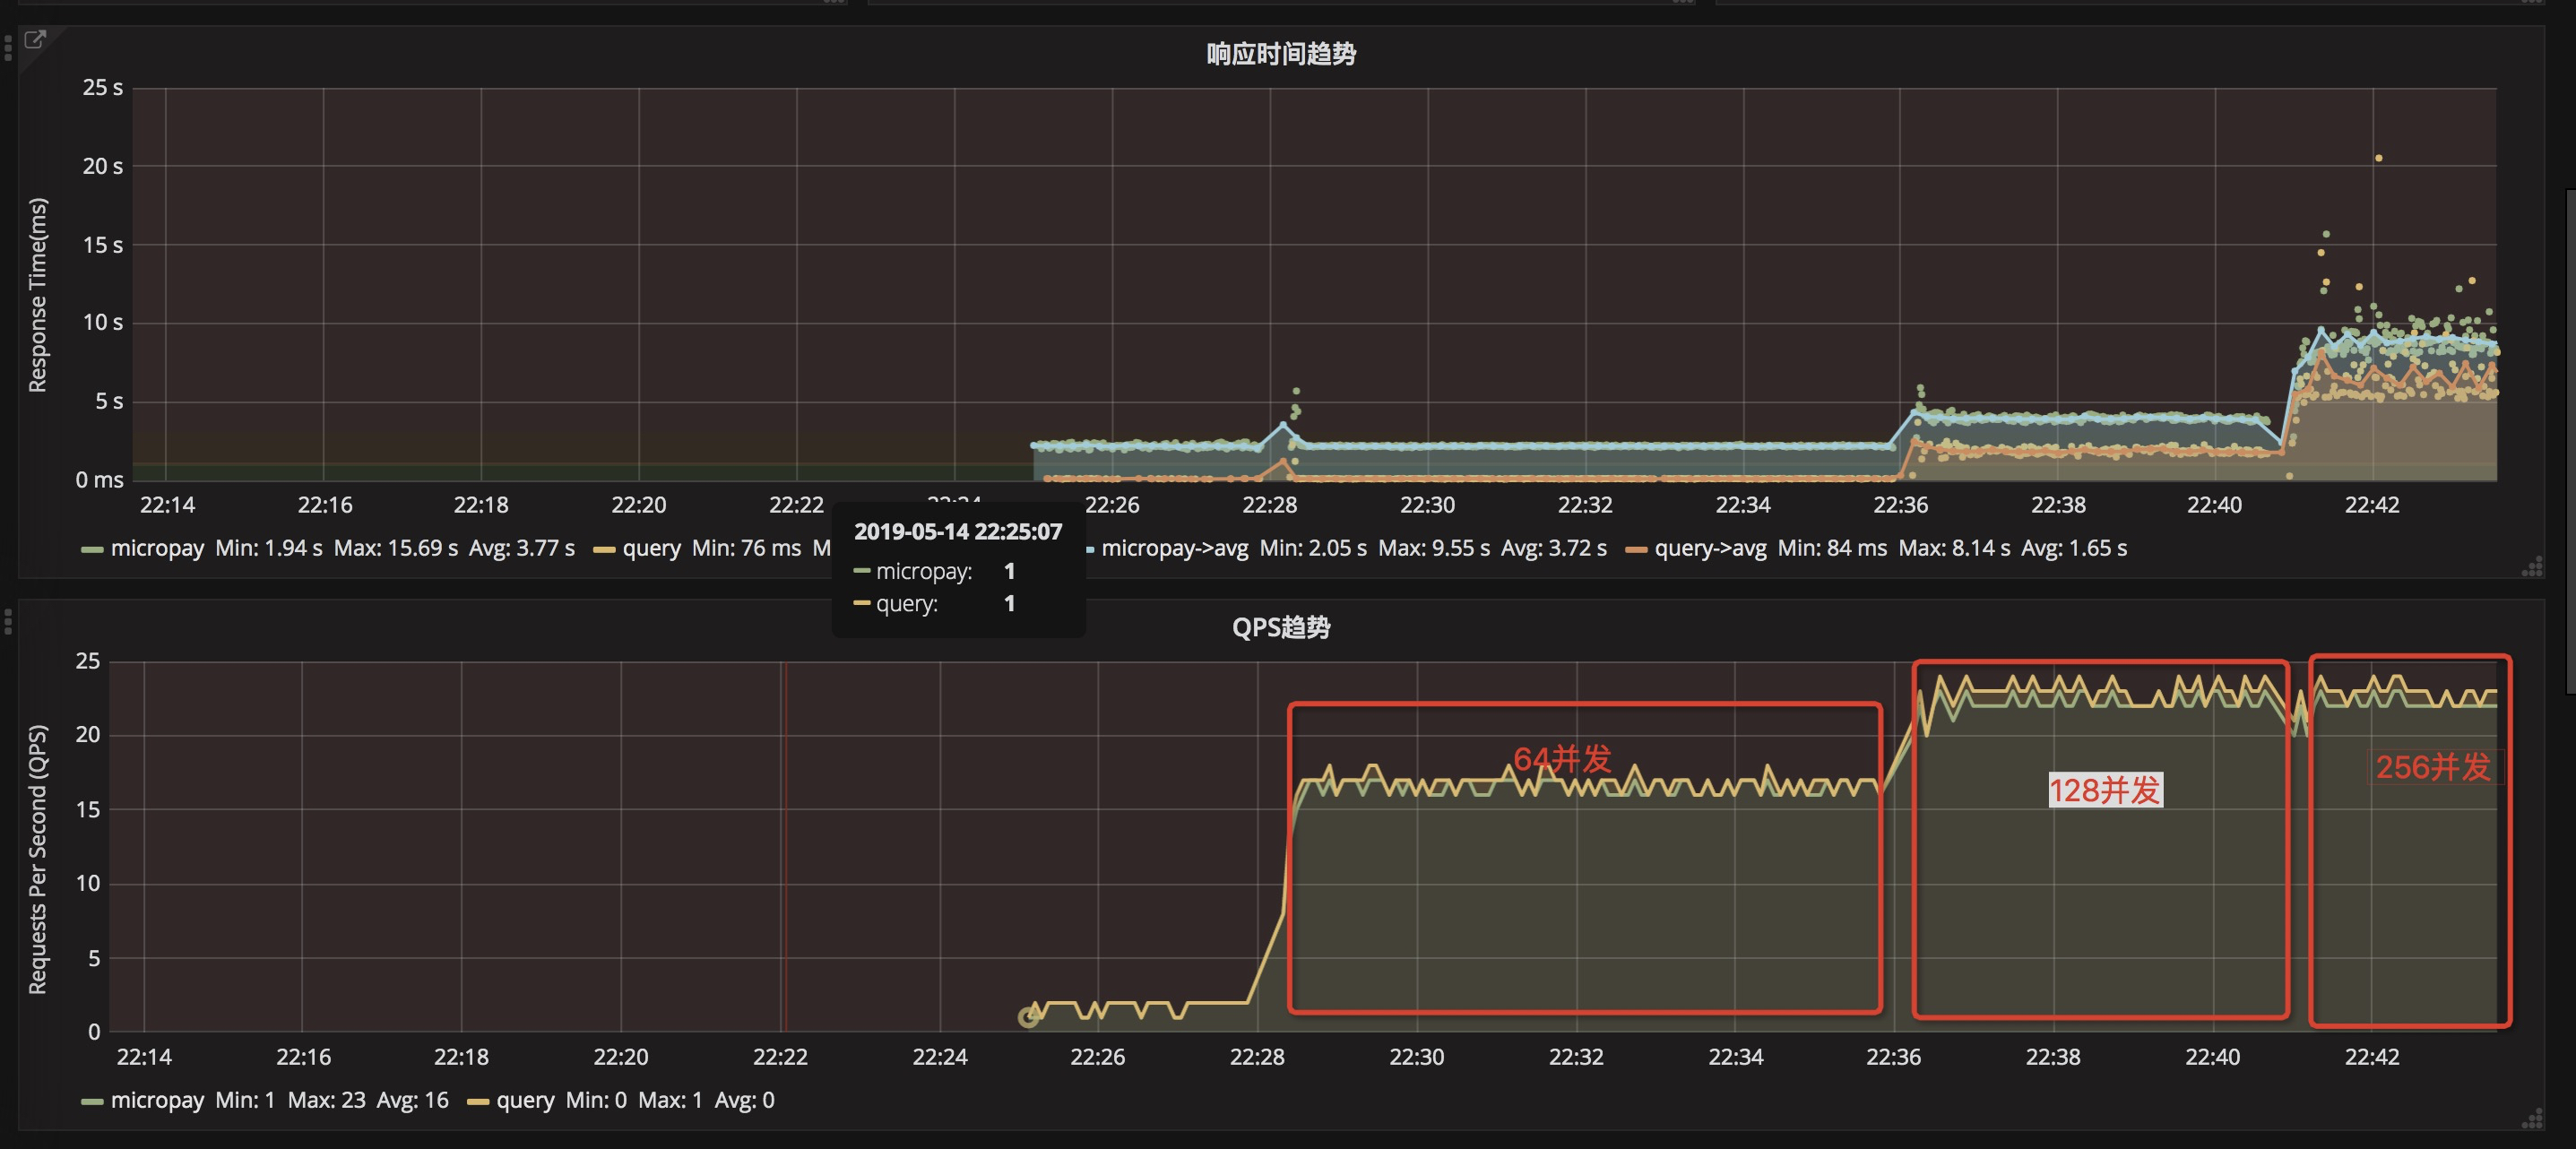 响应时间趋势
25 s
20 s
15 s
10 s
5 s
0 ms
Response Time(ms)
22:14 22:16 22:18 22:20 22:22 22:26 22:28 22:30 22:32 22:34 22:36 22:38 22:40 22:42
micropay Min: 1.94 s Max: 15.69 s Avg: 3.77 s query Min: 76 ms M micropay->avg Min: 2.05 s Max: 9.55 s Avg: 3.72 s query->avg Min: 84 ms Max: 8.14 s Avg: 1.65 s
2019-05-14 22:25:07
micropay: 1
query: 1
QPS趋势
25
20
15
10
5
0
Requests Per Second (QPS)
64并发
128并发
256并发
22:14 22:16 22:18 22:20 22:22 22:24 22:26 22:28 22:30 22:32 22:34 22:36 22:38 22:40 22:42
micropay Min: 1 Max: 23 Avg: 16 query Min: 0 Max: 1 Avg: 0